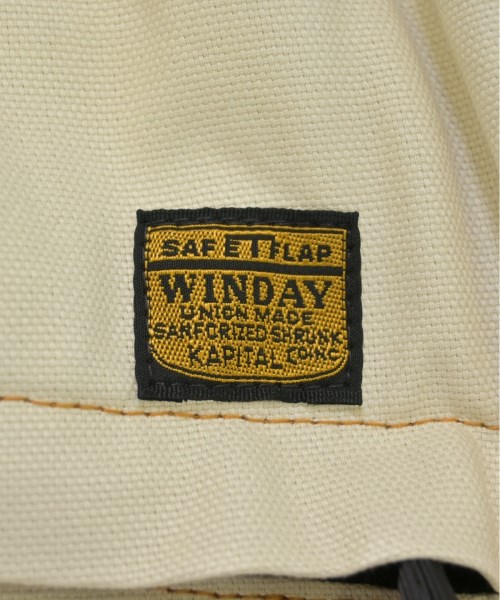 SAFETTFLAP
WINDAY
UNION MADE
SANFORIZED SHRUNK
KAPITAL CO.INC